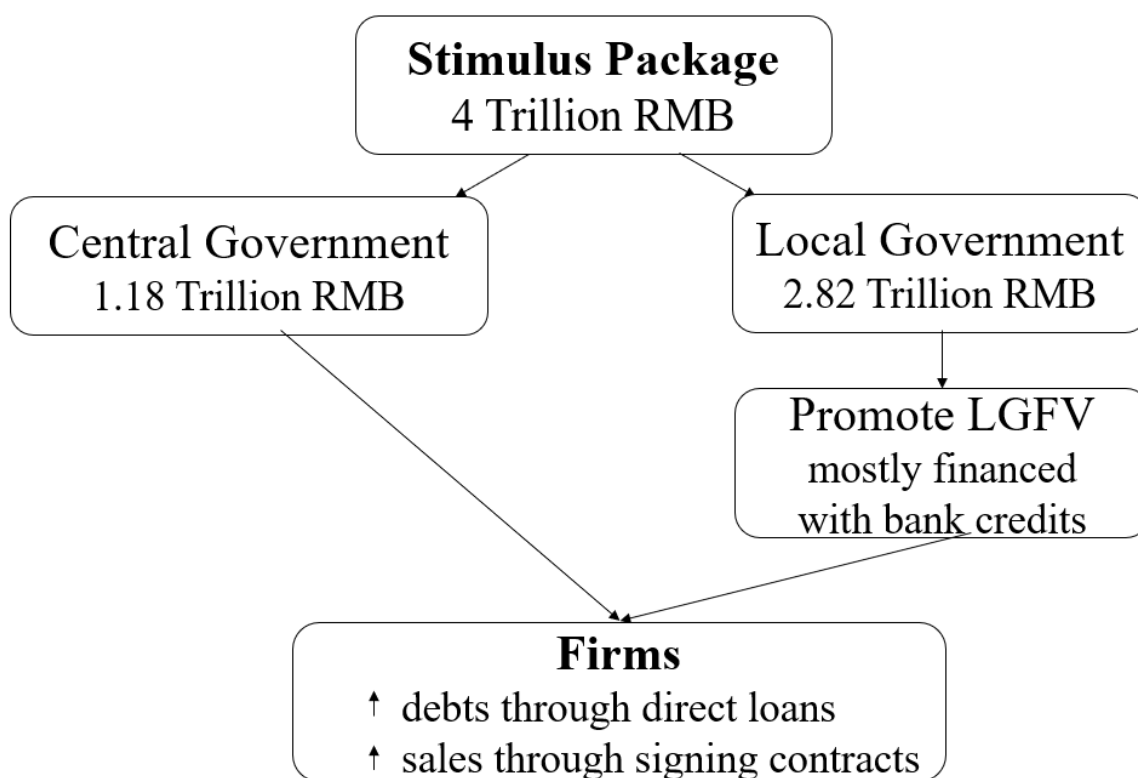 Stimulus Package
4 Trillion RMB
Central Government
1.18 Trillion RMB
Local Government
2.82 Trillion RMB
Promote LGFV
mostly financed
with bank credits
Firms
↑ debts through direct loans
↑ sales through signing contracts